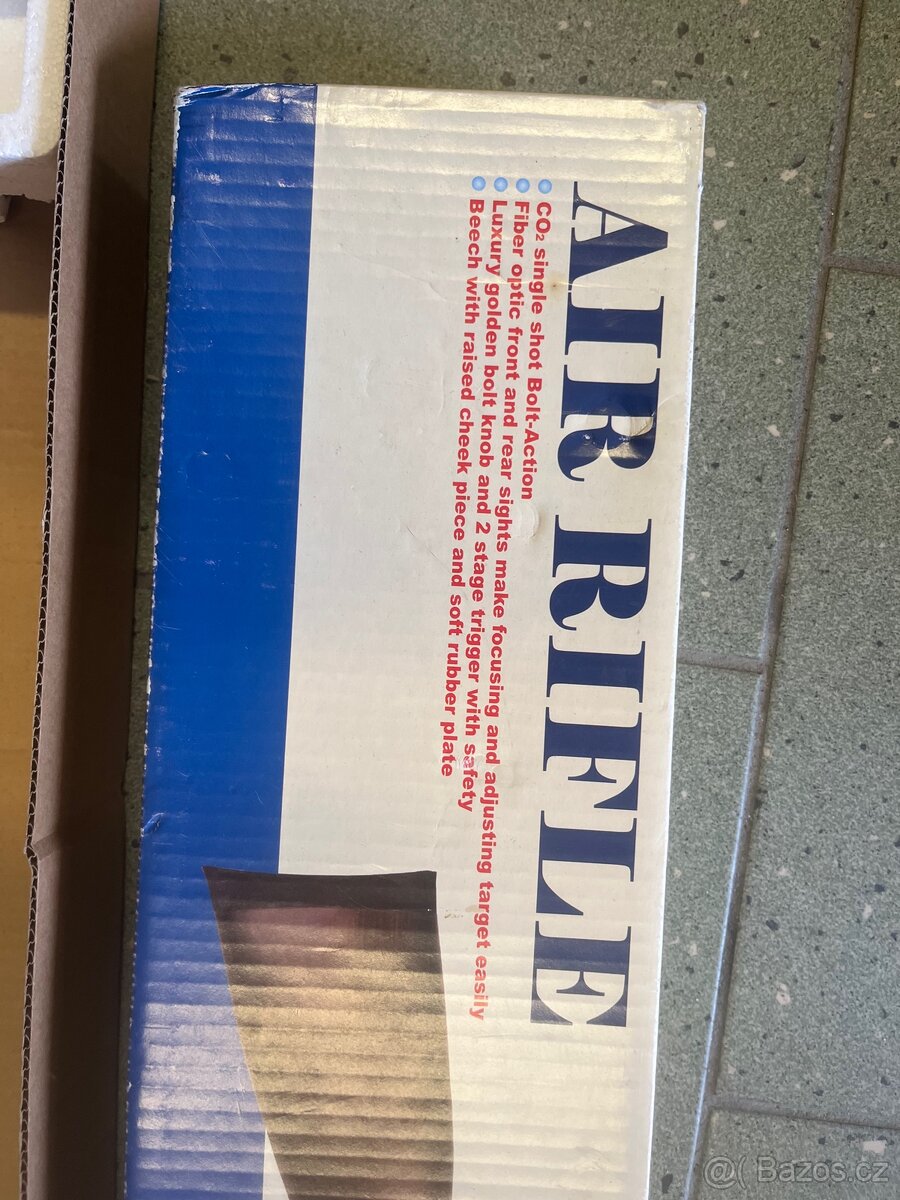 AIR RIFLE
CO₂ single shot Bolt-Action
Fiber optic front and rear sights make focusing and adjusting target easily
Luxury golden bolt knob and 2 stage trigger with safety
Beech with raised cheek piece and soft rubber plate
@( Bazos.cz